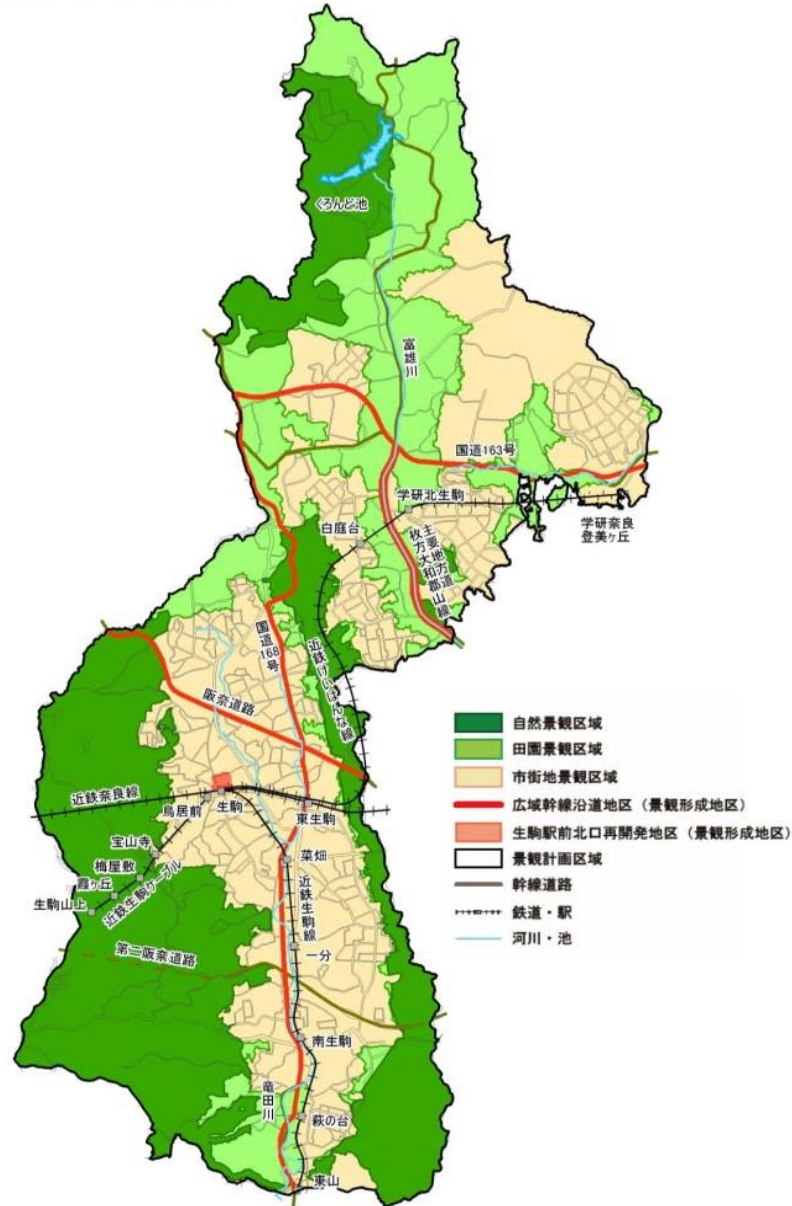 くろんど池
富雄川
国道163号
学研北生駒
白庭台
学研奈良
登美ヶ丘
主要地方道
枚方大和郡山線
国道168号
近鉄けいはんな線
阪奈道路
近鉄奈良線
鳥居前
生駒
東生駒
宝山寺
菜畑
梅屋敷
霞ヶ丘
近鉄生駒ケーブル
生駒山上
近鉄生駒線
一分
第二阪奈道路
南生駒
竜田川
萩の台
東山
自然景観区域
田園景観区域
市街地景観区域
広域幹線沿道地区（景観形成地区）
生駒駅前北口再開発地区（景観形成地区）
景観計画区域
幹線道路
鉄道・駅
河川・池